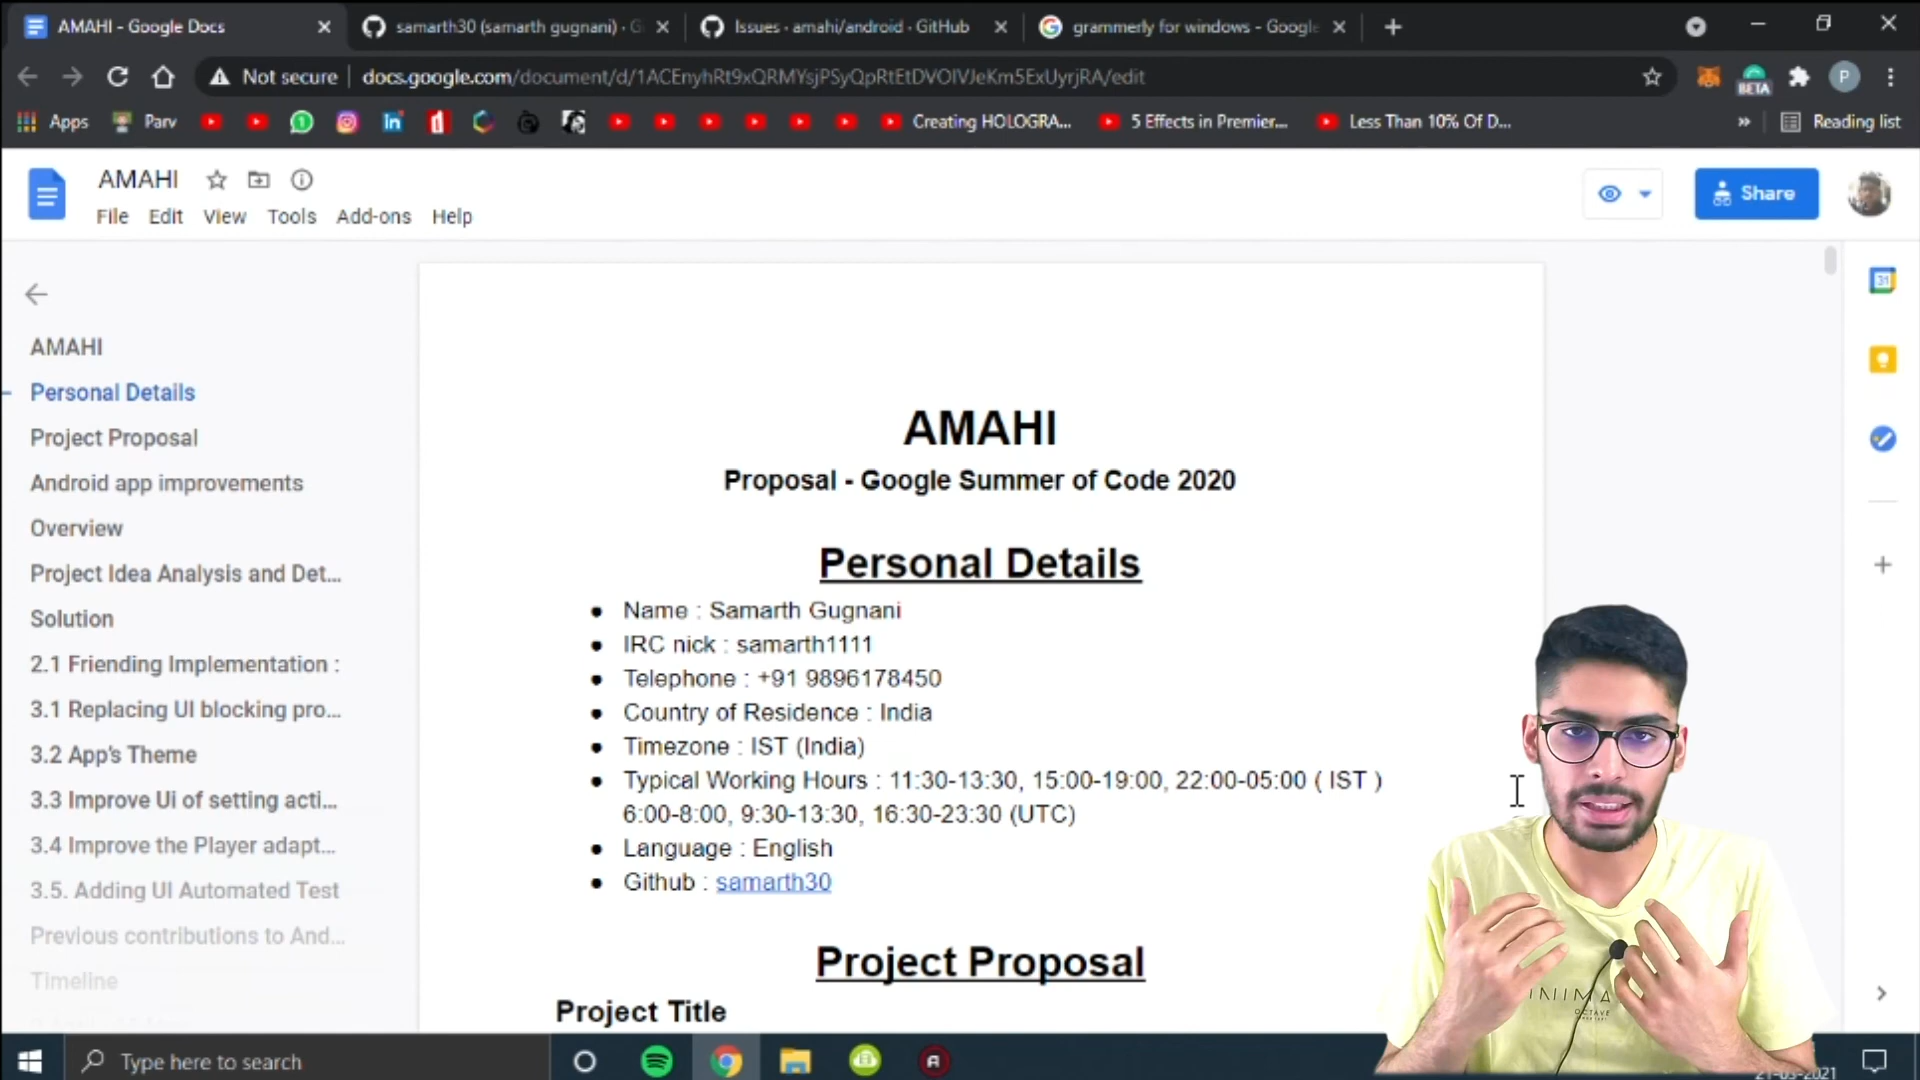 AMAHI - Google Docs
samarth30 (samarth gugnani) · G
Issues · amahi/android · GitHub
grammerly for windows - Google
Not secure | docs.google.com/document/d/1ACEnyhRt9xQRMYsjPSyQpRtEtDVOlVJeKm5ExUyrjRA/edit
BETA
P
Apps
Parv
Creating HOLOGRA...
5 Effects in Premier...
Less Than 10% Of D...
»
Reading list
AMAHI
File Edit View Tools Add-ons Help
Share
31
AMAHI
Personal Details
Project Proposal
Android app improvements
Overview
Project Idea Analysis and Det...
Solution
2.1 Friending Implementation :
3.1 Replacing UI blocking pro...
3.2 App's Theme
3.3 Improve Ui of setting acti...
3.4 Improve the Player adapt...
3.5. Adding UI Automated Test
Previous contributions to And...
Timeline
AMAHI
Proposal - Google Summer of Code 2020
Personal Details
● Name : Samarth Gugnani
● IRC nick : samarth1111
● Telephone : +91 9896178450
● Country of Residence : India
● Timezone : IST (India)
● Typical Working Hours : 11:30-13:30, 15:00-19:00, 22:00-05:00 ( IST )
6:00-8:00, 9:30-13:30, 16:30-23:30 (UTC)
● Language : English
● Github : samarth30
Project Proposal
Project Title
OCTAVE
Type here to search
21-03-2021